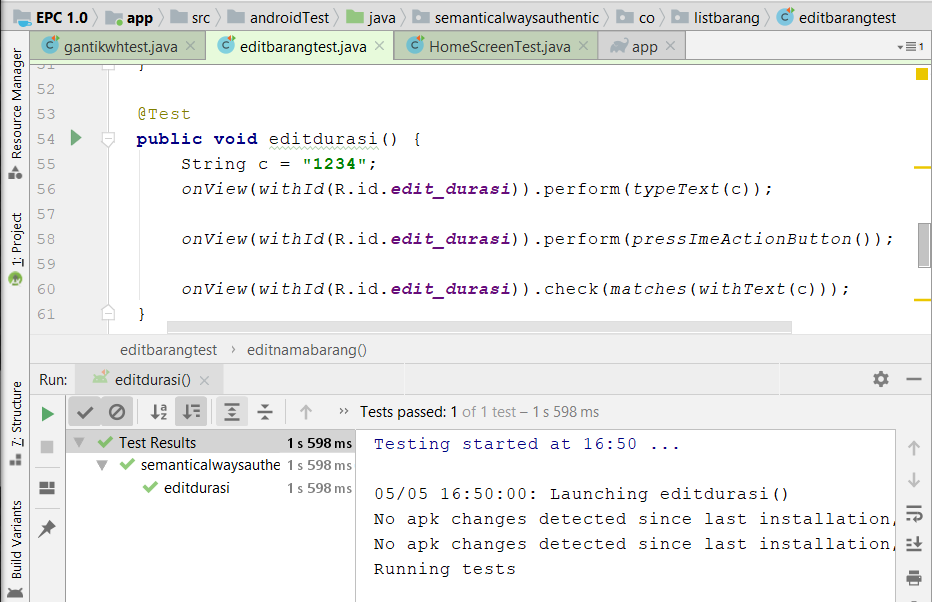 EPC 1.0 app src androidTest java semanticalwaysauthentic co listbarang editbarangtest
gantikwhtest.java editbarangtest.java HomeScreenTest.java app 1
Resource Manager
1: Project
Z: Structure
Build Variants
51 }
52
53 @Test
54 public void editdurasi() {
55 String c = "1234";
56 onView(withId(R.id.edit_durasi)).perform(typeText(c));
57
58 onView(withId(R.id.edit_durasi)).perform(pressImeActionButton());
59
60 onView(withId(R.id.edit_durasi)).check(matches(withText(c)));
61 }
editbarangtest › editnamabarang()
Run: editdurasi()
Tests passed: 1 of 1 test – 1 s 598 ms
Test Results 1 s 598 ms
semanticalwaysauthe 1 s 598 ms
editdurasi 1 s 598 ms
Testing started at 16:50 ...
05/05 16:50:00: Launching editdurasi()
No apk changes detected since last installation,
No apk changes detected since last installation,
Running tests